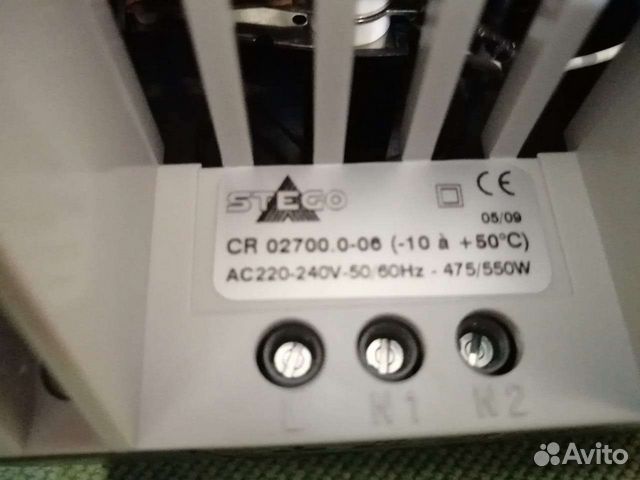 STEGO
CE
05/09
CR 02700.0-06 (-10 à +50°C)
AC220-240V-50/60Hz - 475/550W
L N1 N2
Avito